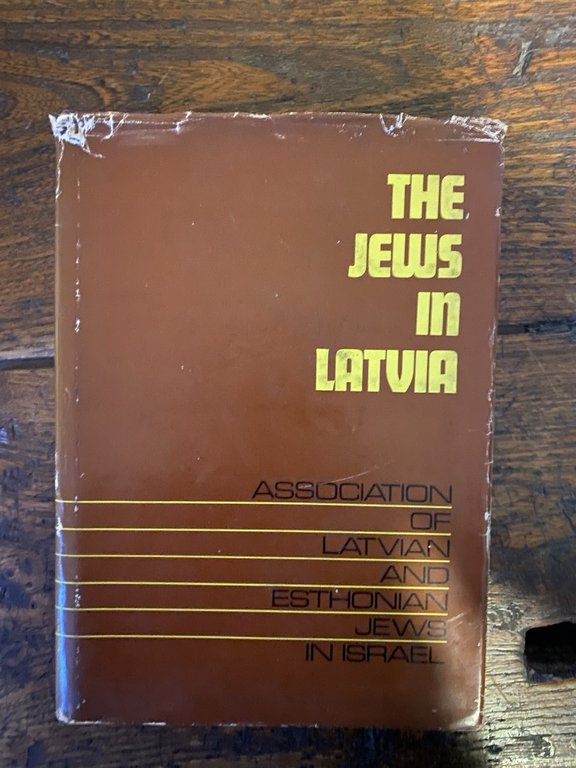 THE
JEWS
IN
LATVIA
ASSOCIATION
OF
LATVIAN
AND
ESTHONIAN
JEWS
IN ISRAEL